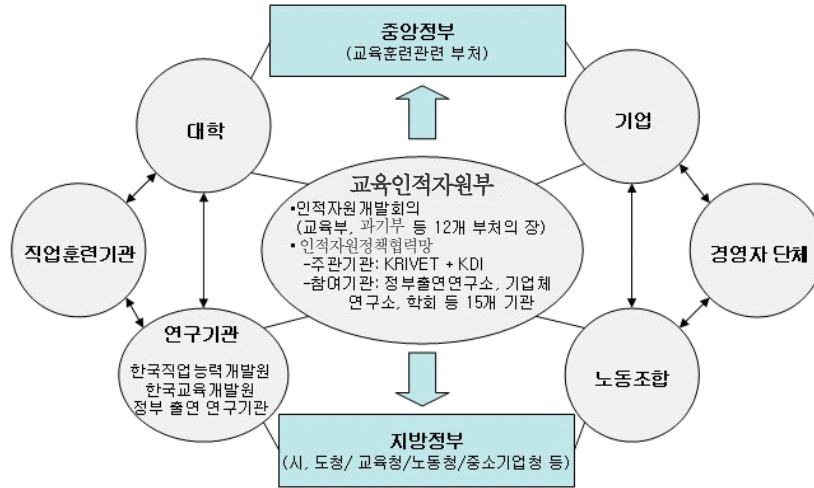 중앙정부
(교육훈련관련 부처)
대학
기업
교육인적자원부
▪인적자원개발회의
(교육부, 과기부 등 12개 부처의 장)
▪인적자원정책협력망
-주관기관: KRIVET + KDI
-참여기관: 정부출연연구소, 기업체
연구소, 학회 등 15개 기관
직업훈련기관
경영자 단체
연구기관
한국직업능력개발원
한국교육개발원
정부 출연 연구기관
노동조합
지방정부
(시, 도청/ 교육청/노동청/중소기업청 등)